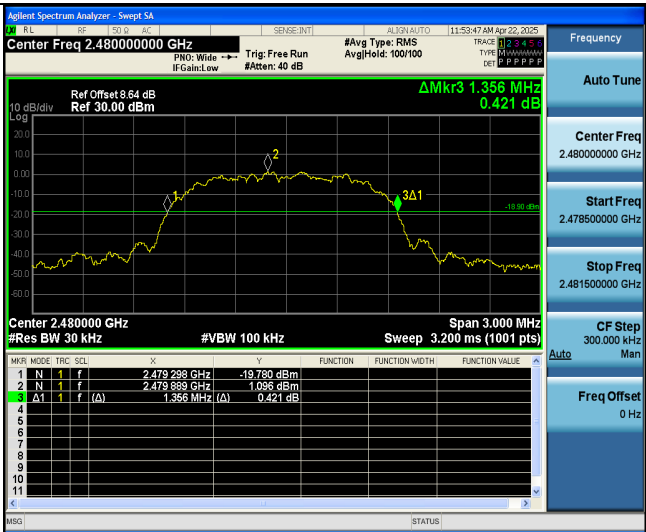 Agilent Spectrum Analyzer - Swept SA
RL RF 50 Ω AC SENSE:INT ALIGN AUTO 11:53:47 AM Apr 22, 2025
Center Freq 2.480000000 GHz #Avg Type: RMS TRACE 1 2 3 4 5 6
PNO: Wide Trig: Free Run Avg|Hold: 100/100 TYPE M
IFGain:Low #Atten: 40 dB DET P P P P P P
ΔMkr3 1.356 MHz
0.421 dB
Ref Offset 8.64 dB
10 dB/div Ref 30.00 dBm
Log
20.0
10.0
0.00
-10.0
-20.0
-30.0
-40.0
-50.0
-60.0
1
2
3Δ1
-18.90 dBm
Center 2.480000 GHz Span 3.000 MHz
#Res BW 30 kHz #VBW 100 kHz Sweep 3.200 ms (1001 pts)
MKR MODE TRC SCL X Y FUNCTION FUNCTION WIDTH FUNCTION VALUE
1 N 1 f 2.479 298 GHz -19.780 dBm
2 N 1 f 2.479 889 GHz 1.096 dBm
3 Δ1 1 f (Δ) 1.356 MHz (Δ) 0.421 dB
4
5
6
7
8
9
10
11
MSG STATUS
Frequency
Auto Tune
Center Freq
2.480000000 GHz
Start Freq
2.478500000 GHz
Stop Freq
2.481500000 GHz
CF Step
300.000 kHz
Auto Man
Freq Offset
0 Hz